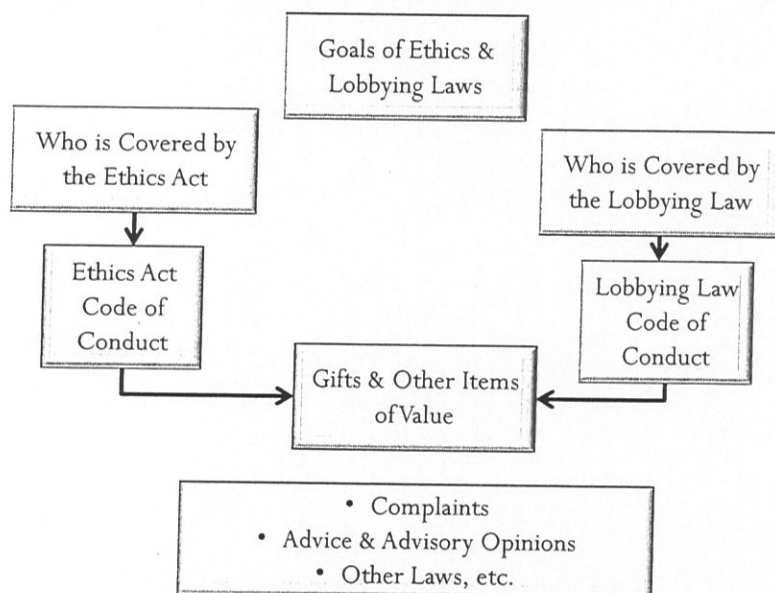 Goals of Ethics &
Lobbying Laws
Who is Covered by
the Ethics Act
Who is Covered by
the Lobbying Law
Ethics Act
Code of
Conduct
Lobbying Law
Code of
Conduct
Gifts & Other Items
of Value
• Complaints
• Advice & Advisory Opinions
• Other Laws, etc.